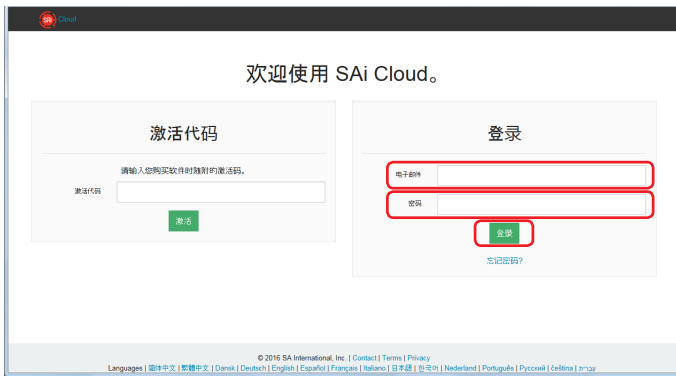 SAi Cloud
欢迎使用 SAi Cloud。
激活代码
请输入您购买软件时随附的激活码。
激活代码
激活
登录
电子邮件
密码
登录
忘记密码?
© 2016 SA International, Inc. | Contact | Terms | Privacy
Languages | 简体中文 | 繁體中文 | Dansk | Deutsch | English | Español | Français | Italiano | 日本語 | 한국어 | Nederland | Português | Русский | čeština | עברית